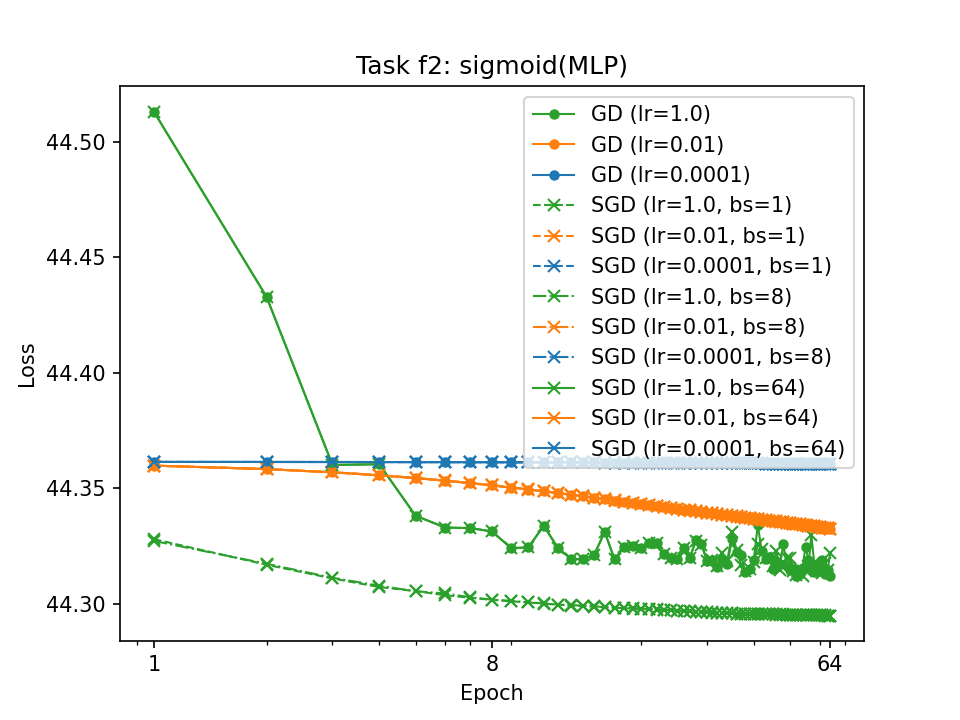 Task f2: sigmoid(MLP)
GD (lr=1.0)
GD (lr=0.01)
GD (lr=0.0001)
SGD (lr=1.0, bs=1)
SGD (lr=0.01, bs=1)
SGD (lr=0.0001, bs=1)
SGD (lr=1.0, bs=8)
SGD (lr=0.01, bs=8)
SGD (lr=0.0001, bs=8)
SGD (lr=1.0, bs=64)
SGD (lr=0.01, bs=64)
SGD (lr=0.0001, bs=64)
Loss
44.50
44.45
44.40
44.35
44.30
1 8 64
Epoch